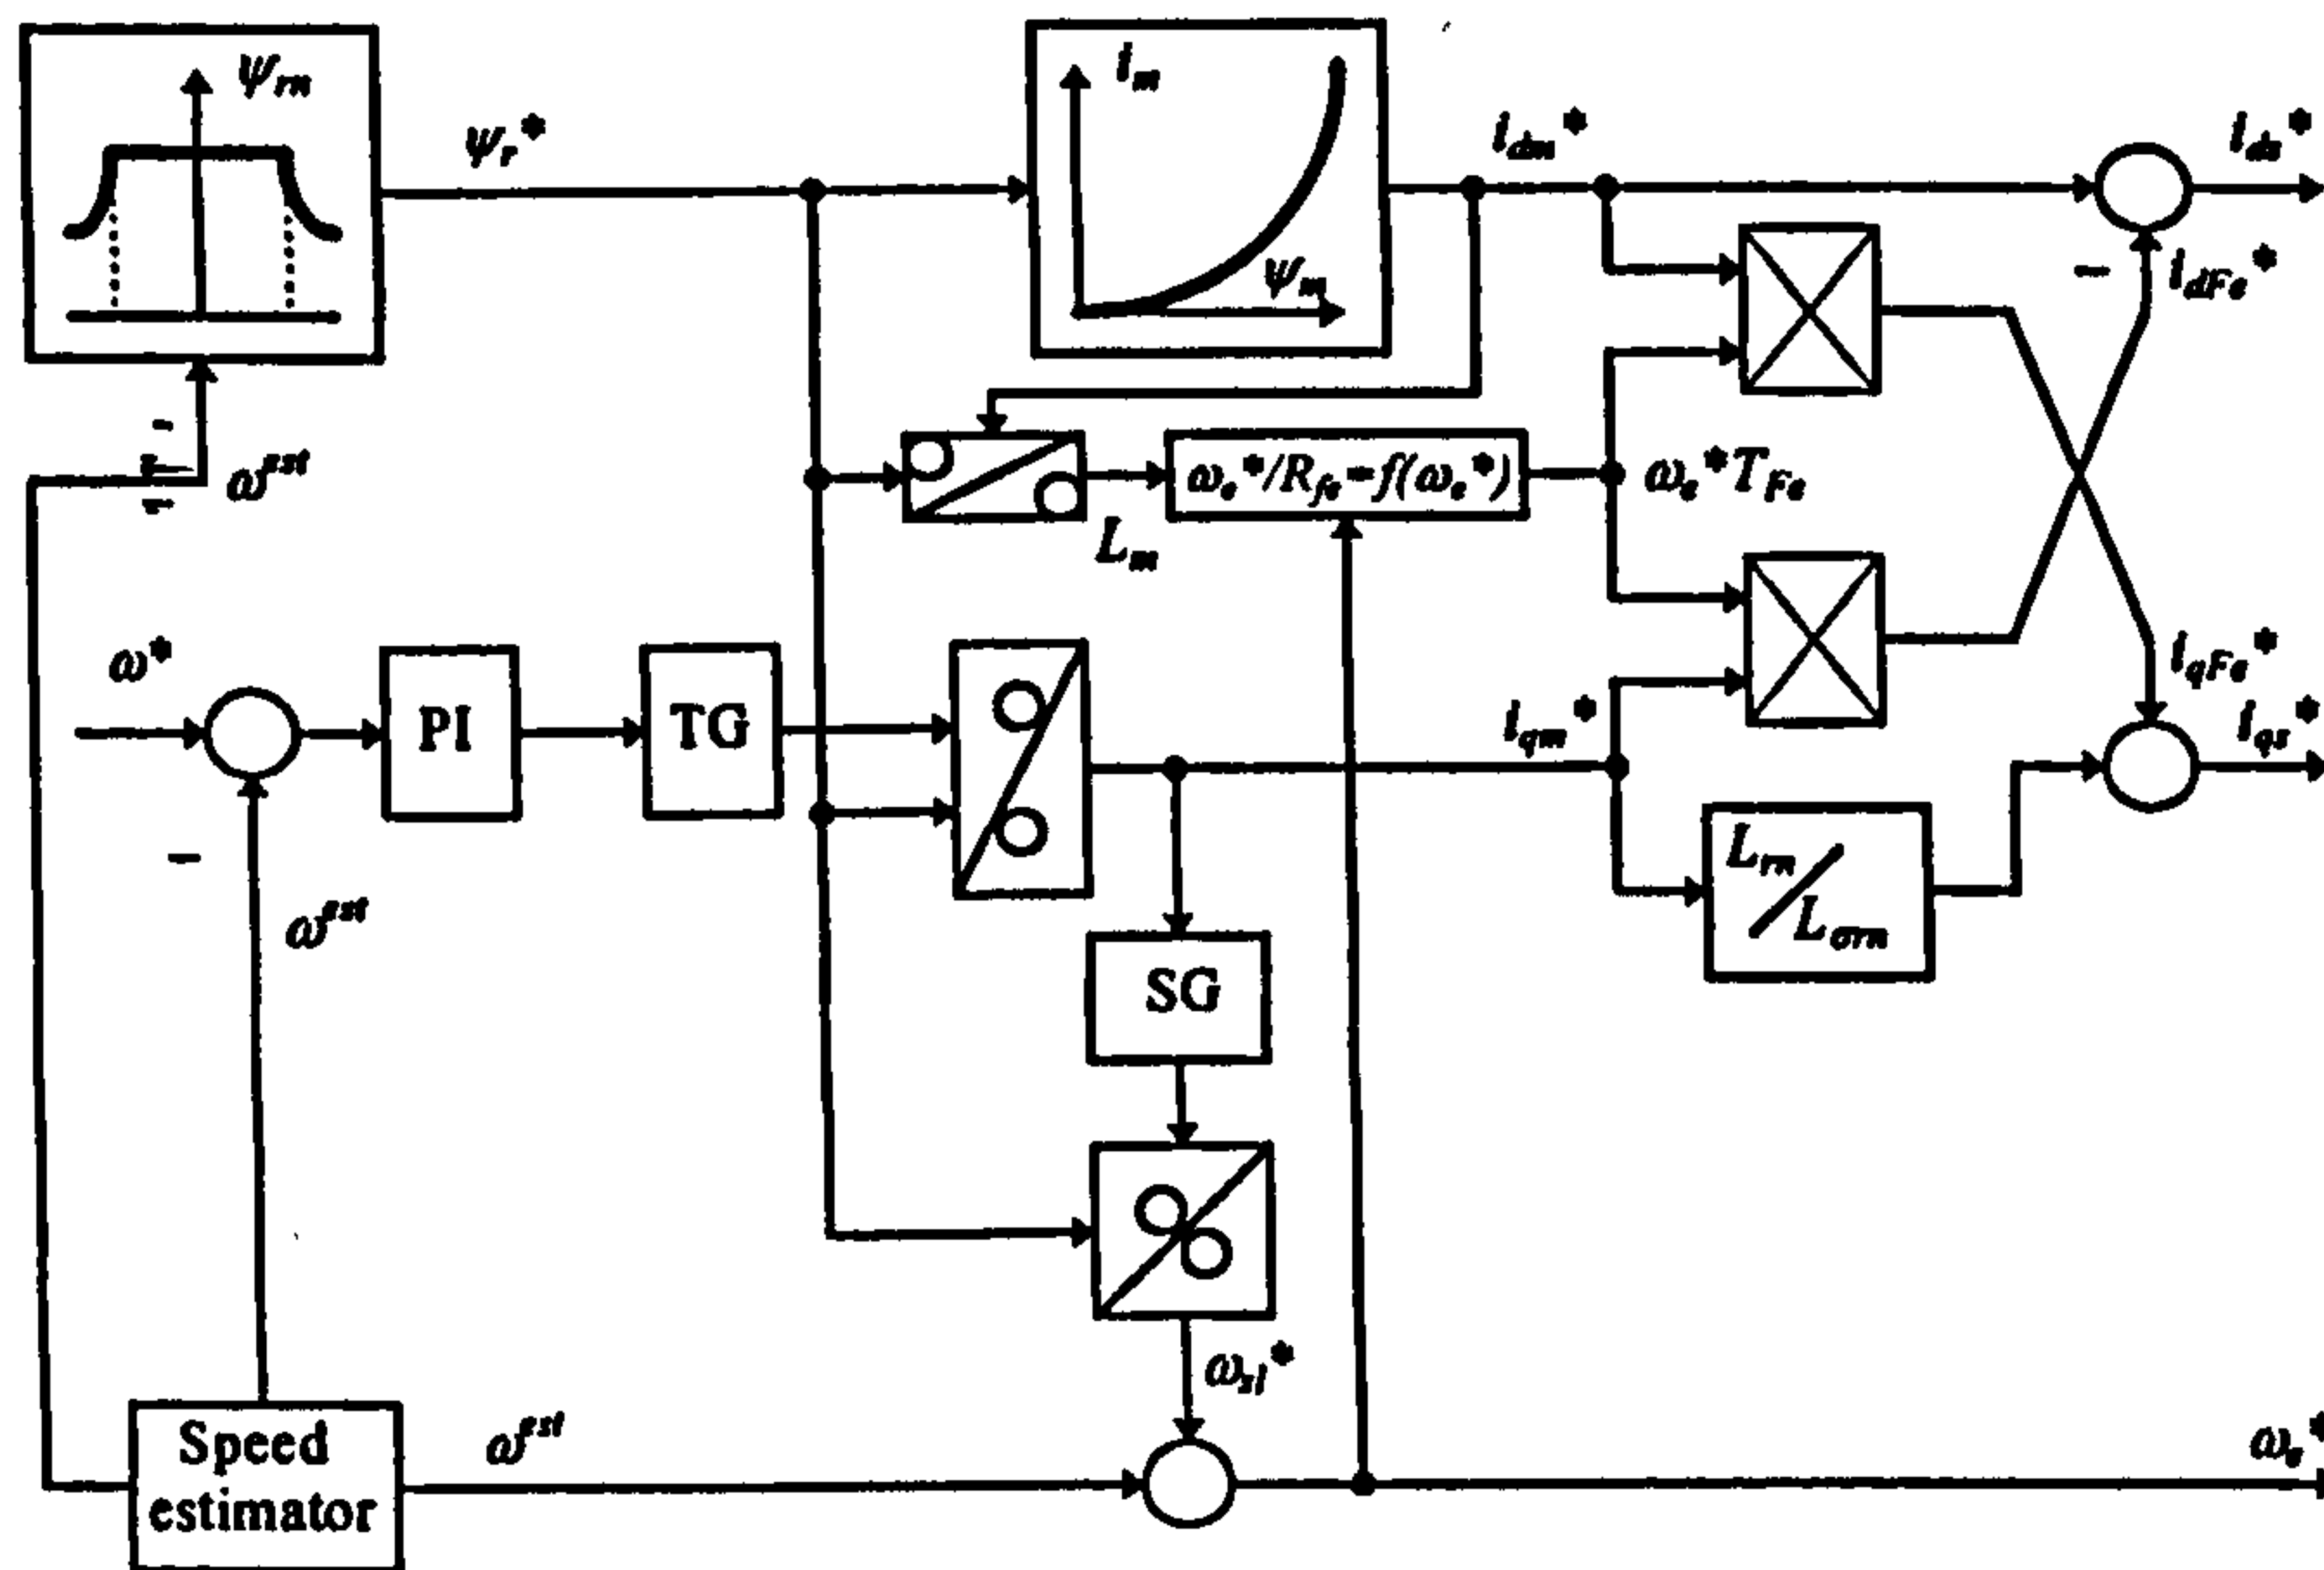 ψrn
ψr*
im
ψm
idm*
ids*
idFe*
ωest
Lm
ωe*/Rfe=f(ωe*)
ωe*TFe
ω*
PI
TG
iqm*
iqFe*
iqs*
ωest
Lrn / Lσrn
SG
ωsl*
Speed
estimator
ωest
ωe*